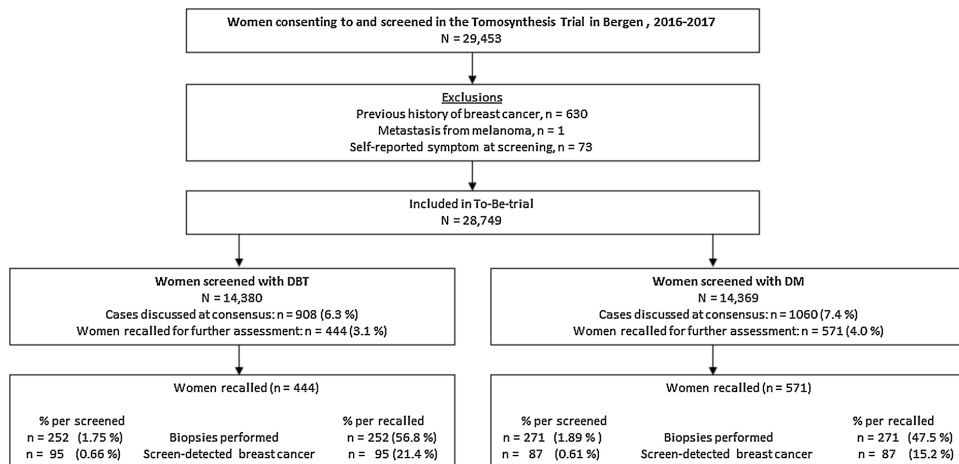 Women consenting to and screened in the Tomosynthesis Trial in Bergen , 2016-2017
N = 29,453
Exclusions
Previous history of breast cancer, n = 630
Metastasis from melanoma, n = 1
Self-reported symptom at screening, n = 73
Included in To-Be-trial
N = 28,749
Women screened with DBT
N = 14,380
Cases discussed at consensus: n = 908 (6.3 %)
Women recalled for further assessment: n = 444 (3.1 %)
Women screened with DM
N = 14,369
Cases discussed at consensus: n = 1060 (7.4 %)
Women recalled for further assessment: n = 571 (4.0 %)
Women recalled (n = 444)
% per screened % per recalled
n = 252 (1.75 %) Biopsies performed n = 252 (56.8 %)
n = 95 (0.66 %) Screen-detected breast cancer n = 95 (21.4 %)
Women recalled (n = 571)
% per screened % per recalled
n = 271 (1.89 % ) Biopsies performed n = 271 (47.5 %)
n = 87 (0.61 %) Screen-detected breast cancer n = 87 (15.2 %)